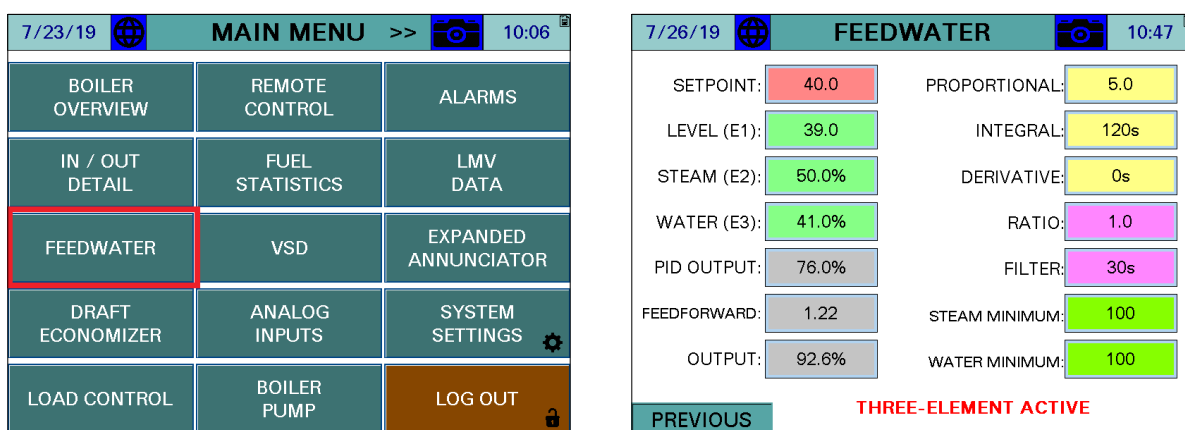 7/23/19 MAIN MENU >> 10:06
BOILER
OVERVIEW
REMOTE
CONTROL
ALARMS
IN / OUT
DETAIL
FUEL
STATISTICS
LMV
DATA
FEEDWATER
VSD
EXPANDED
ANNUNCIATOR
DRAFT
ECONOMIZER
ANALOG
INPUTS
SYSTEM
SETTINGS
LOAD CONTROL
BOILER
PUMP
LOG OUT
7/26/19 FEEDWATER 10:47
SETPOINT: 40.0 PROPORTIONAL: 5.0
LEVEL (E1): 39.0 INTEGRAL: 120s
STEAM (E2): 50.0% DERIVATIVE: 0s
WATER (E3): 41.0% RATIO: 1.0
PID OUTPUT: 76.0% FILTER: 30s
FEEDFORWARD: 1.22 STEAM MINIMUM: 100
OUTPUT: 92.6% WATER MINIMUM: 100
THREE-ELEMENT ACTIVE
PREVIOUS